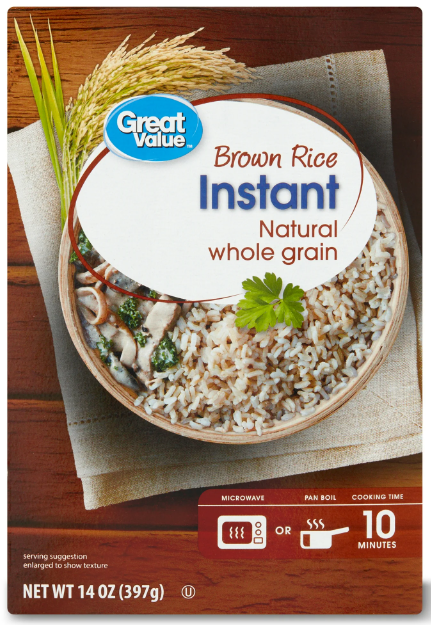 Great
Value™
Brown Rice
Instant
Natural
whole grain
MICROWAVE
PAN BOIL
COOKING TIME
OR
10
MINUTES
serving suggestion
enlarged to show texture
NET WT 14 OZ (397g)
U